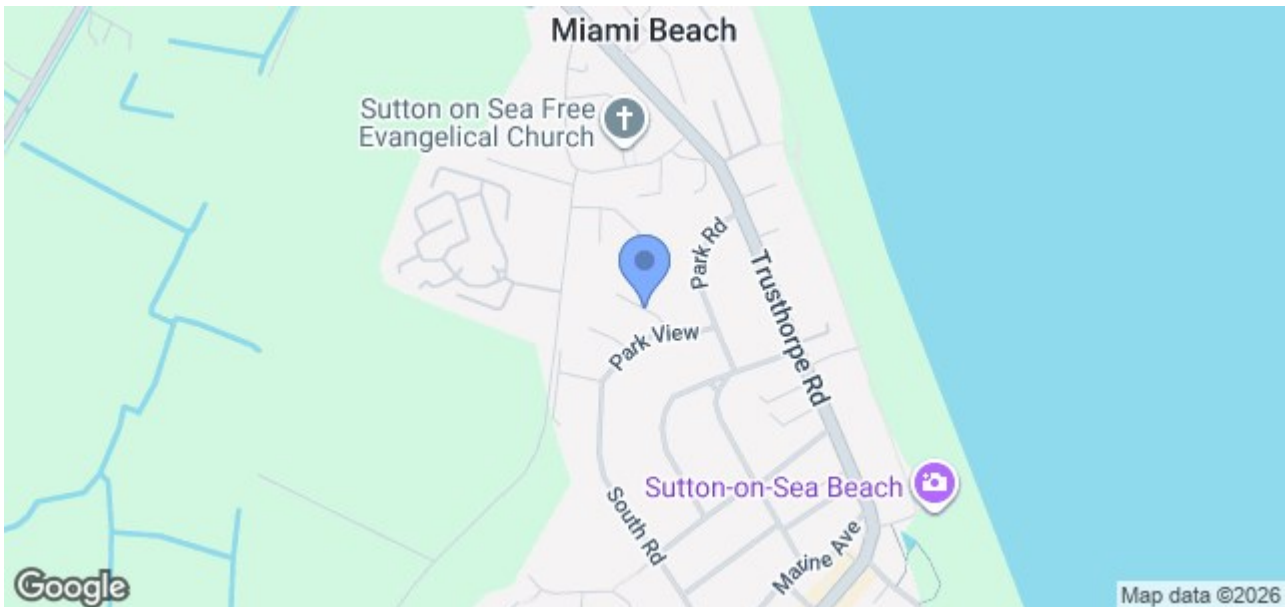 Miami Beach
Sutton on Sea Free
Evangelical Church
Park Rd
Trusthorpe Rd
Park View
Sutton-on-Sea Beach
South Rd
Marine Ave
Google
Map data ©2026